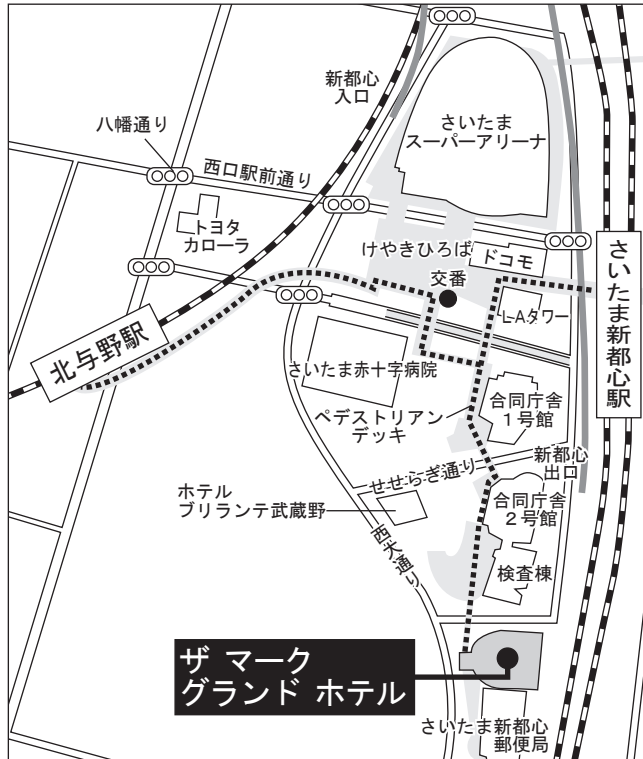 新都心
入口
さいたま
スーパーアリーナ
八幡通り
西口駅前通り
トヨタ
カローラ
けやきひろば
ドコモ
交番
L・Aタワー
さいたま新都心駅
北与野駅
さいたま赤十字病院
合同庁舎
1号館
ペデストリアン
デッキ
新都心
出口
せせらぎ通り
ホテル
ブリランテ武蔵野
合同庁舎
2号館
西大通り
検査棟
ザ マーク
グランド ホテル
さいたま新都心
郵便局